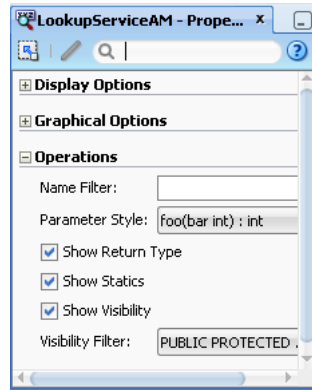 LookupServiceAM - Prope... x
Display Options
Graphical Options
Operations
Name Filter:
Parameter Style: foo(bar int) : int
Show Return Type
Show Statics
Show Visibility
Visibility Filter: PUBLIC PROTECTED